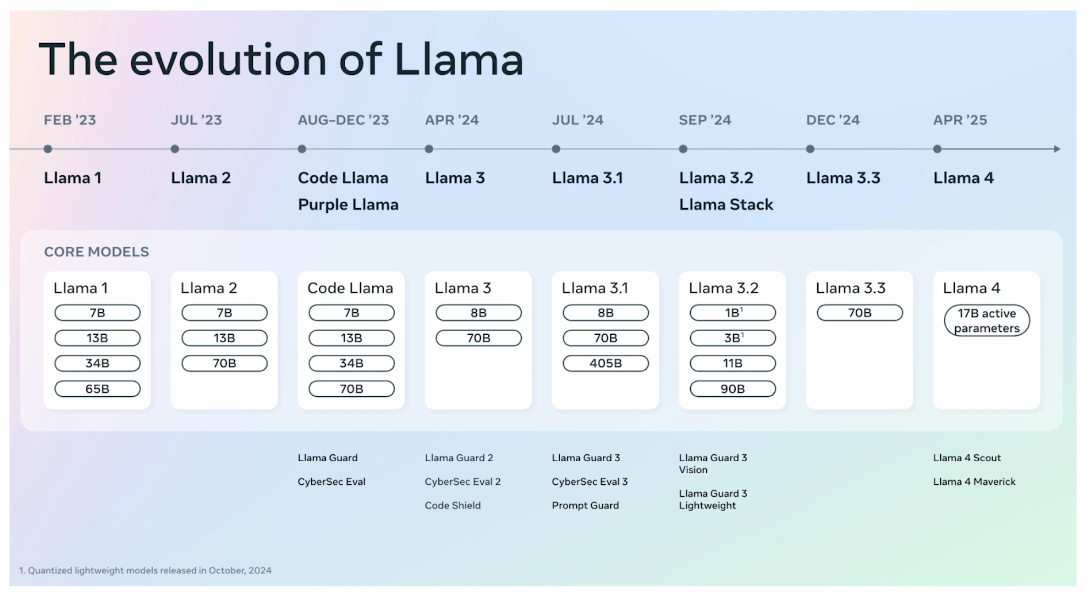 The evolution of Llama
FEB '23
JUL '23
AUG–DEC '23
APR '24
JUL '24
SEP '24
DEC '24
APR '25
Llama 1
Llama 2
Code Llama
Purple Llama
Llama 3
Llama 3.1
Llama 3.2
Llama Stack
Llama 3.3
Llama 4
CORE MODELS
Llama 1
7B
13B
34B
65B
Llama 2
7B
13B
70B
Code Llama
7B
13B
34B
70B
Llama 3
8B
70B
Llama 3.1
8B
70B
405B
Llama 3.2
1B¹
3B¹
11B
90B
Llama 3.3
70B
Llama 4
17B active
parameters
Llama Guard
CyberSec Eval
Llama Guard 2
CyberSec Eval 2
Code Shield
Llama Guard 3
CyberSec Eval 3
Prompt Guard
Llama Guard 3
Vision
Llama Guard 3
Lightweight
Llama 4 Scout
Llama 4 Maverick
1. Quantized lightweight models released in October, 2024